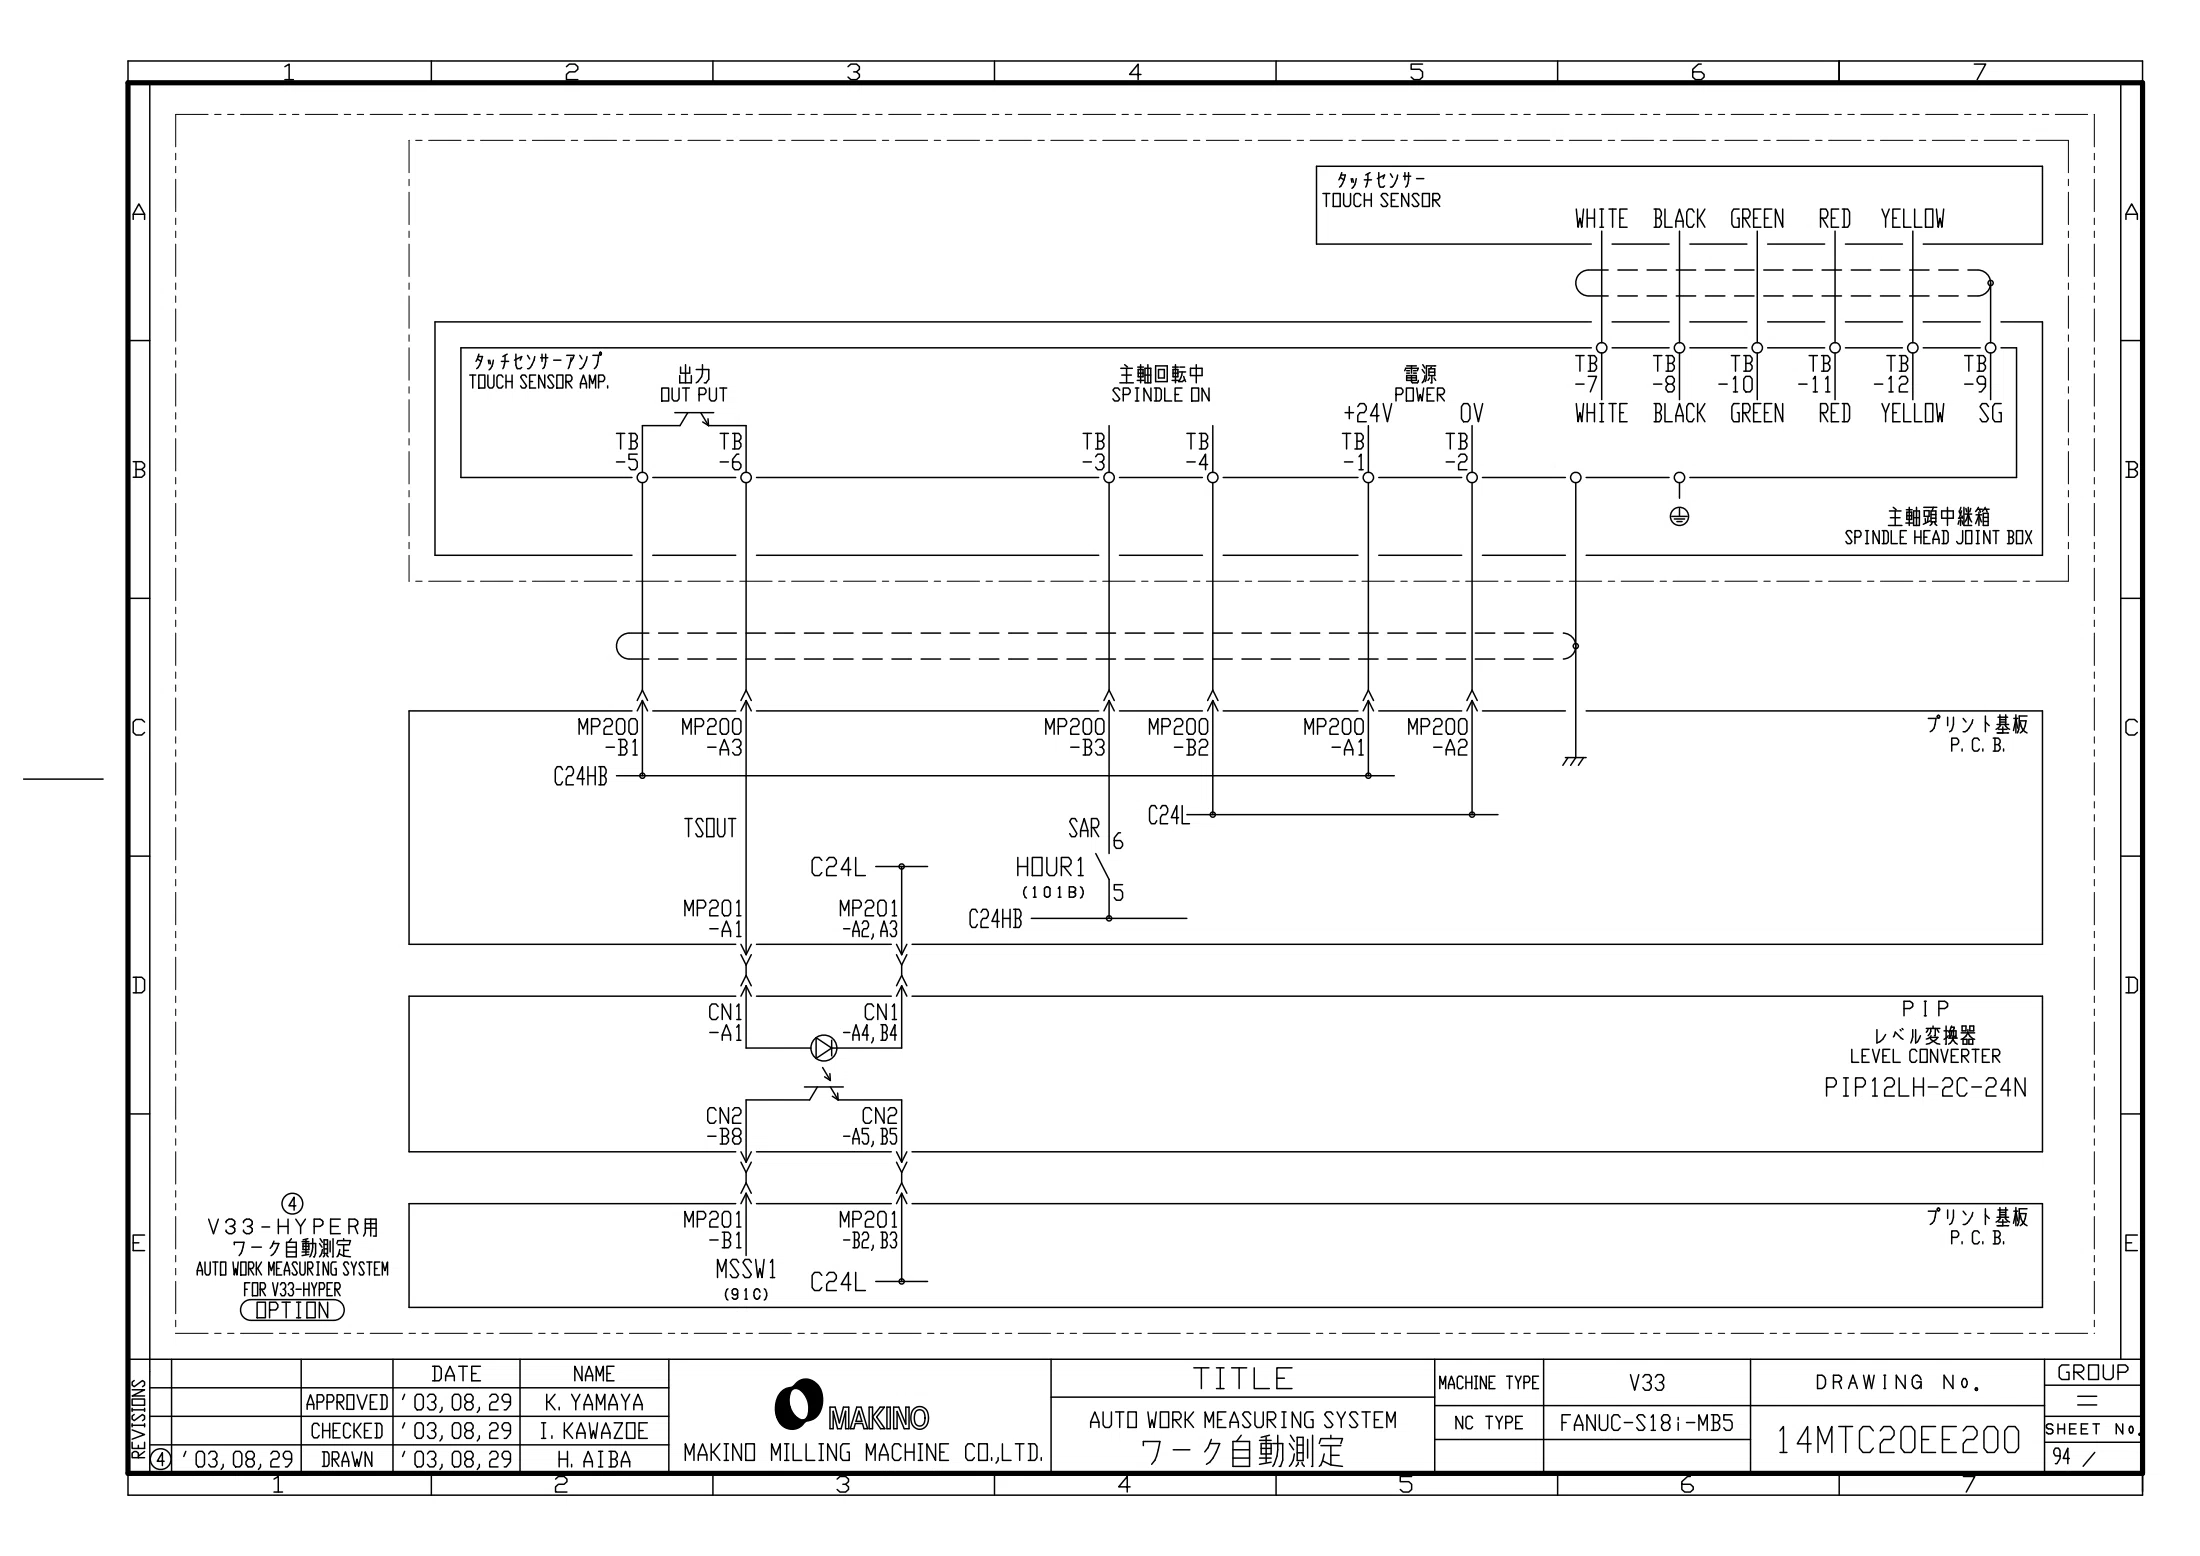 1 2 3 4 5 6 7
A
B
C
D
E
A
B
C
D
E
タッチセンサー
TOUCH SENSOR
WHITE BLACK GREEN RED YELLOW
タッチセンサーアンプ
TOUCH SENSOR AMP.
出力
OUT PUT
主軸回転中
SPINDLE ON
電源
POWER
+24V 0V
TB TB TB TB TB TB
-7 -8 -10 -11 -12 -9
WHITE BLACK GREEN RED YELLOW SG
TB TB TB TB TB TB
-5 -6 -3 -4 -1 -2
主軸頭中継箱
SPINDLE HEAD JOINT BOX
MP200 MP200 MP200 MP200 MP200 MP200
-B1 -A3 -B3 -B2 -A1 -A2
プリント基板
P. C. B.
C24HB
C24L
TSOUT
SAR 6
C24L
HOUR1
(101B) 5
C24HB
MP201 MP201
-A1 -A2, A3
CN1 CN1
-A1 -A4, B4
PIP
レベル変換器
LEVEL CONVERTER
PIP12LH-2C-24N
CN2 CN2
-B8 -A5, B5
MP201 MP201
-B1 -B2, B3
プリント基板
P. C. B.
MSSW1
(91C)
C24L
④
V33-HYPER用
ワーク自動測定
AUTO WORK MEASURING SYSTEM
FOR V33-HYPER
OPTION
REVISIONS
④ '03,08,29
DATE NAME
APPROVED '03,08,29 K. YAMAYA
CHECKED '03,08,29 I. KAWAZOE
DRAWN '03,08,29 H. AIBA
MAKINO
MAKINO MILLING MACHINE CO.,LTD.
TITLE
AUTO WORK MEASURING SYSTEM
ワーク自動測定
MACHINE TYPE V33
NC TYPE FANUC-S18i-MB5
DRAWING No.
14MTC20EE200
GROUP
=
SHEET No.
94 /
1 2 3 4 5 6 7